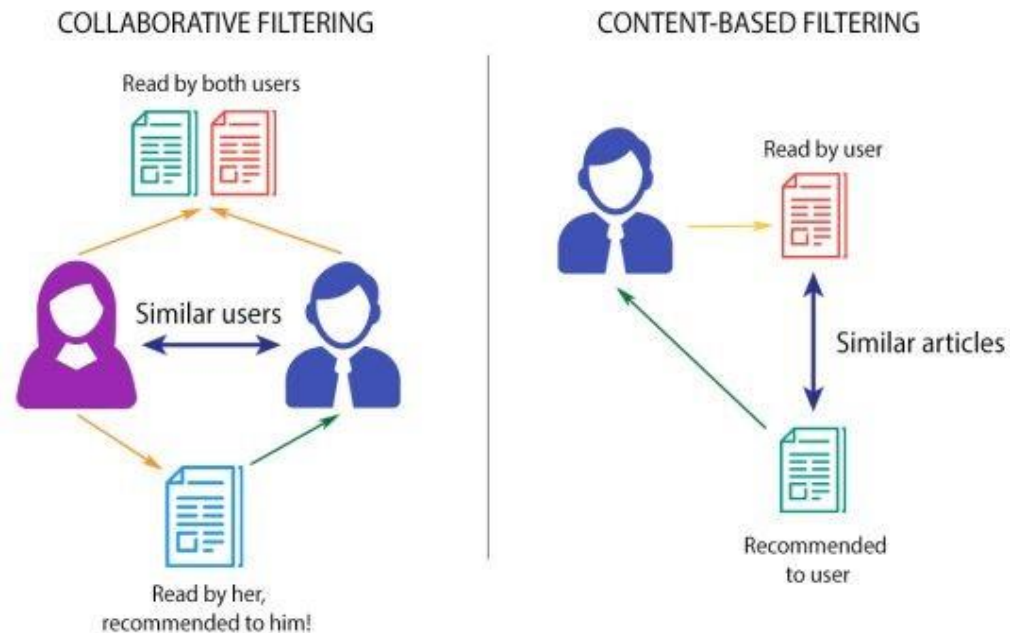 COLLABORATIVE FILTERING
Read by both users
Similar users
Read by her,
recommended to him!
CONTENT-BASED FILTERING
Read by user
Similar articles
Recommended
to user